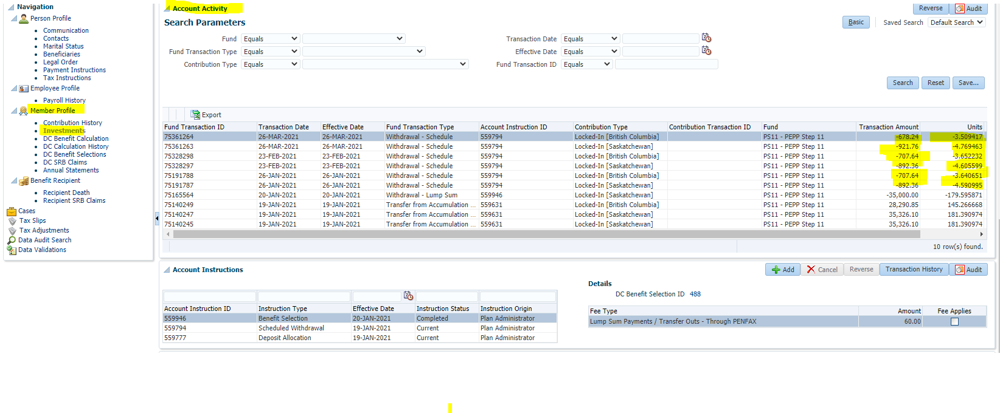 Navigation
Person Profile
Communication
Contacts
Marital Status
Beneficiaries
Legal Order
Payment Instructions
Tax Instructions
Employee Profile
Payroll History
Member Profile
Contribution History
Investments
DC Benefit Calculation
DC Calculation History
DC Benefit Selections
DC SRB Claims
Annual Statements
Benefit Recipient
Recipient Death
Recipient SRB Claims
Cases
Tax Slips
Tax Adjustments
Data Audit Search
Data Validations
Account Activity Reverse Audit
Search Parameters Basic Saved Search Default Search
Fund Equals Transaction Date Equals
Fund Transaction Type Equals Effective Date Equals
Contribution Type Equals Fund Transaction ID Equals
Search Reset Save...
Export
Fund Transaction ID Transaction Date Effective Date Fund Transaction Type Account Instruction ID Contribution Type Contribution Transaction ID Fund Transaction Amount Units
75361264 26-MAR-2021 26-MAR-2021 Withdrawal - Schedule 559794 Locked-In [British Columbia] PS11 - PEPP Step 11 -678.24 -3.509417
75361263 26-MAR-2021 26-MAR-2021 Withdrawal - Schedule 559794 Locked-In [Saskatchewan] PS11 - PEPP Step 11 -921.76 -4.769463
75328298 23-FEB-2021 23-FEB-2021 Withdrawal - Schedule 559794 Locked-In [British Columbia] PS11 - PEPP Step 11 -707.64 -3.652232
75328297 23-FEB-2021 23-FEB-2021 Withdrawal - Schedule 559794 Locked-In [Saskatchewan] PS11 - PEPP Step 11 -892.36 -4.605599
75191788 26-JAN-2021 26-JAN-2021 Withdrawal - Schedule 559794 Locked-In [British Columbia] PS11 - PEPP Step 11 -707.64 -3.640651
75191787 26-JAN-2021 26-JAN-2021 Withdrawal - Schedule 559794 Locked-In [Saskatchewan] PS11 - PEPP Step 11 -892.36 -4.590995
75165564 20-JAN-2021 20-JAN-2021 Withdrawal - Lump Sum 559946 Locked-In [Saskatchewan] PS11 - PEPP Step 11 -35,000.00 -179.595871
75140249 19-JAN-2021 19-JAN-2021 Transfer from Accumulation ... 559631 Locked-In [British Columbia] PS11 - PEPP Step 11 28,290.85 145.266668
75140247 19-JAN-2021 19-JAN-2021 Transfer from Accumulation ... 559631 Locked-In [Saskatchewan] PS11 - PEPP Step 11 35,326.10 181.390974
75140245 19-JAN-2021 19-JAN-2021 Transfer from Accumulation ... 559631 Locked-In [Saskatchewan] PS11 - PEPP Step 11 35,326.10 181.390974
10 row(s) found.
Account Instructions Add Cancel Reverse Transaction History Audit
Account Instruction ID Instruction Type Effective Date Instruction Status Instruction Origin
559946 Benefit Selection 20-JAN-2021 Completed Plan Administrator
559794 Scheduled Withdrawal 19-JAN-2021 Current Plan Administrator
559777 Deposit Allocation 19-JAN-2021 Current Plan Administrator
Details
DC Benefit Selection ID 488
Fee Type Amount Fee Applies
Lump Sum Payments / Transfer Outs - Through PENFAX 60.00